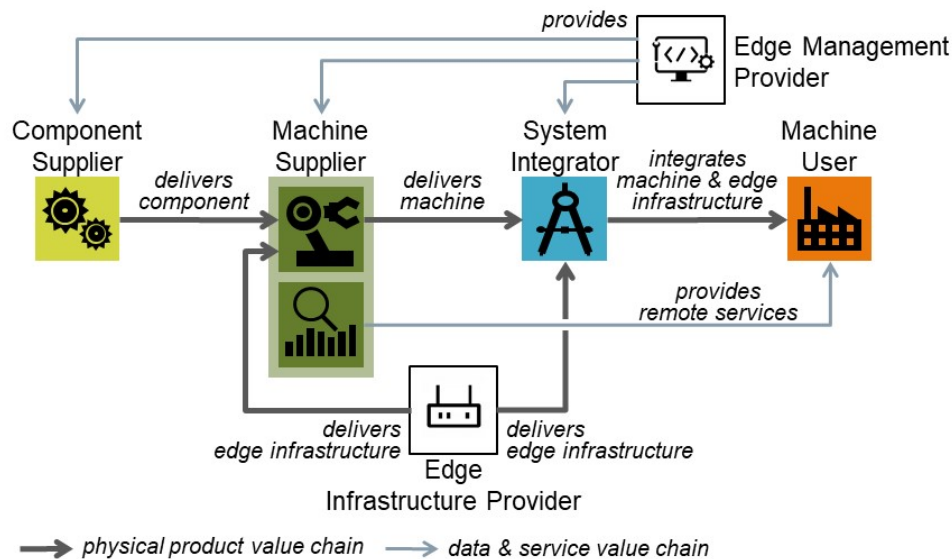 provides
Edge Management
Provider
Component
Supplier
Machine
Supplier
System
Integrator
Machine
User
delivers
component
delivers
machine
integrates
machine & edge
infrastructure
provides
remote services
delivers
edge infrastructure
delivers
edge infrastructure
Edge
Infrastructure Provider
physical product value chain
data & service value chain